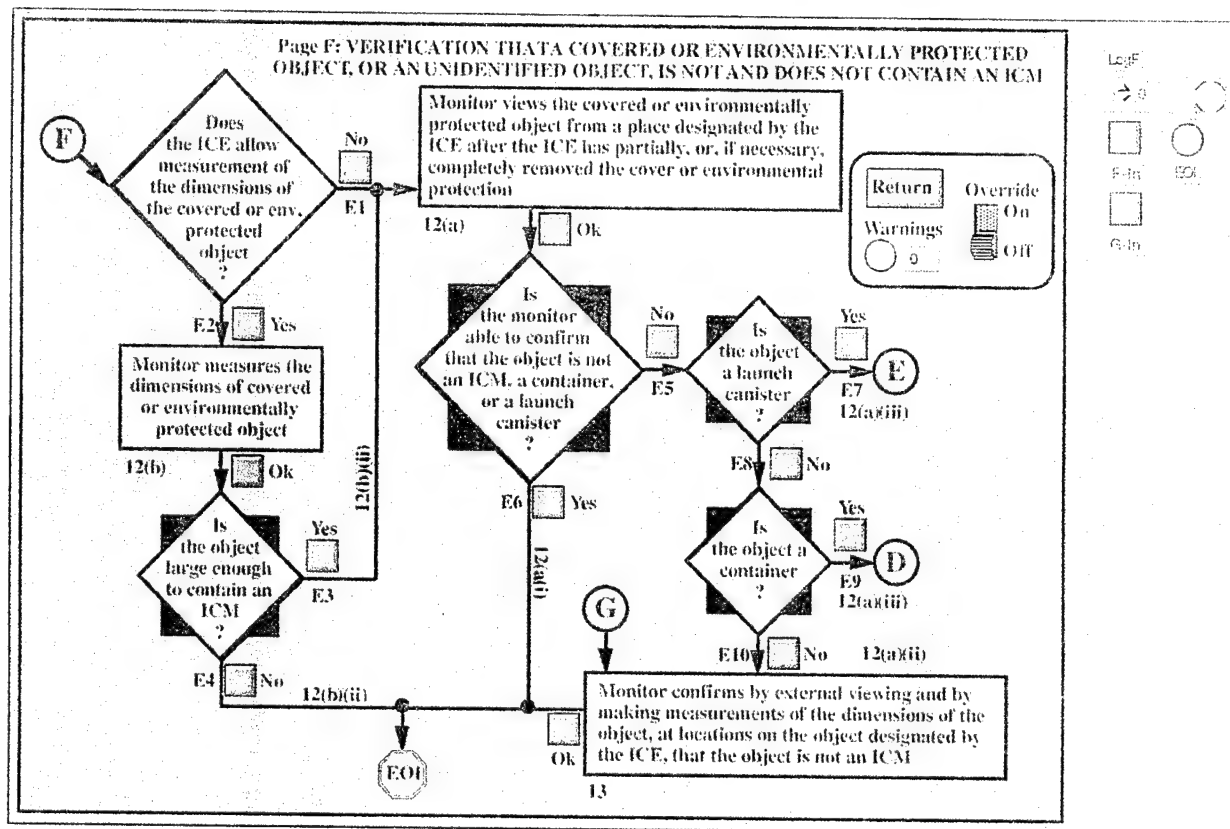 Page F: VERIFICATION THAT A COVERED OR ENVIRONMENTALLY PROTECTED
OBJECT, OR AN UNIDENTIFIED OBJECT, IS NOT AND DOES NOT CONTAIN AN ICM
F
Does
the ICE allow
measurement of
the dimensions of
the covered or env.
protected
object
?
No
E1
E2
Yes
Monitor measures the
dimensions of covered
or environmentally
protected object
12(b)
Ok
Is
the object
large enough
to contain an
ICM
?
Yes
E3
12(b)(ii)
E4
No
12(b)(ii)
EOI
Monitor views the covered or environmentally
protected object from a place designated by the
ICE after the ICE has partially, or, if necessary,
completely removed the cover or environmental
protection
12(a)
Ok
Is
the monitor
able to confirm
that the object is not
an ICM, a container,
or a launch
canister
?
No
E5
E6
Yes
12(a(i)
Is
the object
a launch
canister
?
Yes
E7
12(a)(iii)
E
E8
No
Is
the object a
container
?
Yes
E9
12(a)(iii)
D
E10
No
12(a)(ii)
G
Monitor confirms by external viewing and by
making measurements of the dimensions of the
object, at locations on the object designated by
the ICE, that the object is not an ICM
Ok
13
Return
Override
On
Off
Warnings
0
LogF
0
F-In
EOI
G-In